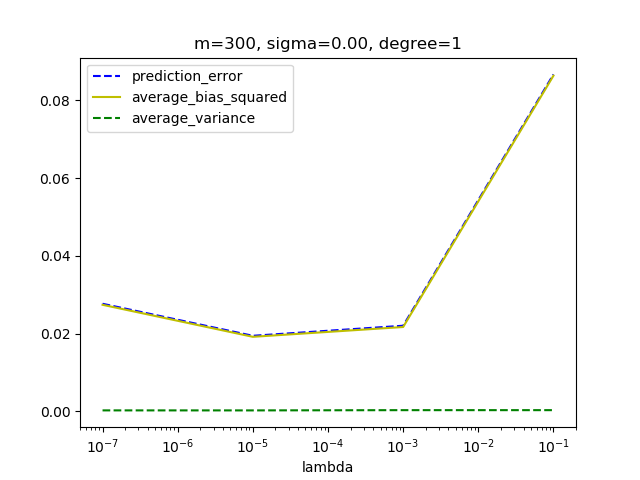 m=300, sigma=0.00, degree=1
prediction_error
average_bias_squared
average_variance
0.08
0.06
0.04
0.02
0.00
10⁻⁷ 10⁻⁶ 10⁻⁵ 10⁻⁴ 10⁻³ 10⁻² 10⁻¹
lambda